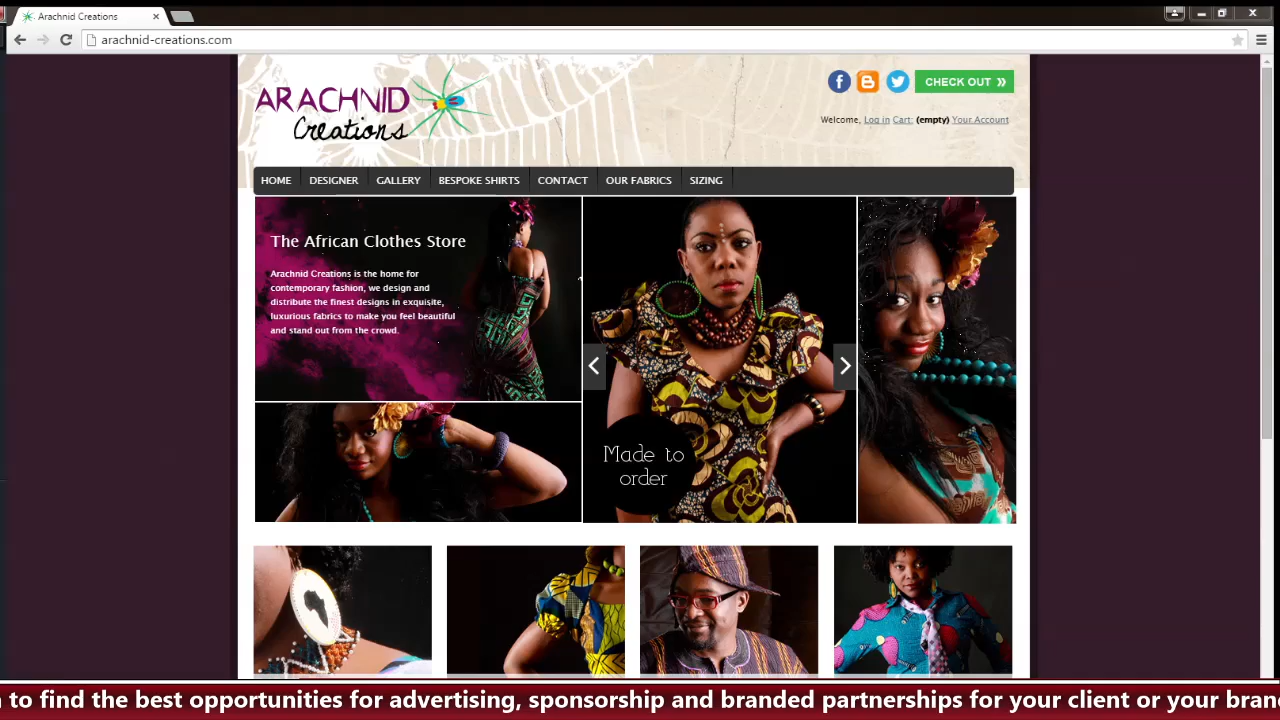 Arachnid Creations
arachnid-creations.com
ARACHNID
Creations
CHECK OUT »
Welcome, Log in Cart: (empty) Your Account
HOME DESIGNER GALLERY BESPOKE SHIRTS CONTACT OUR FABRICS SIZING
The African Clothes Store
Arachnid Creations is the home for
contemporary fashion, we design and
distribute the finest designs in exquisite,
luxurious fabrics to make you feel beautiful
and stand out from the crowd.
Made to
order
to find the best opportunities for advertising, sponsorship and branded partnerships for your client or your